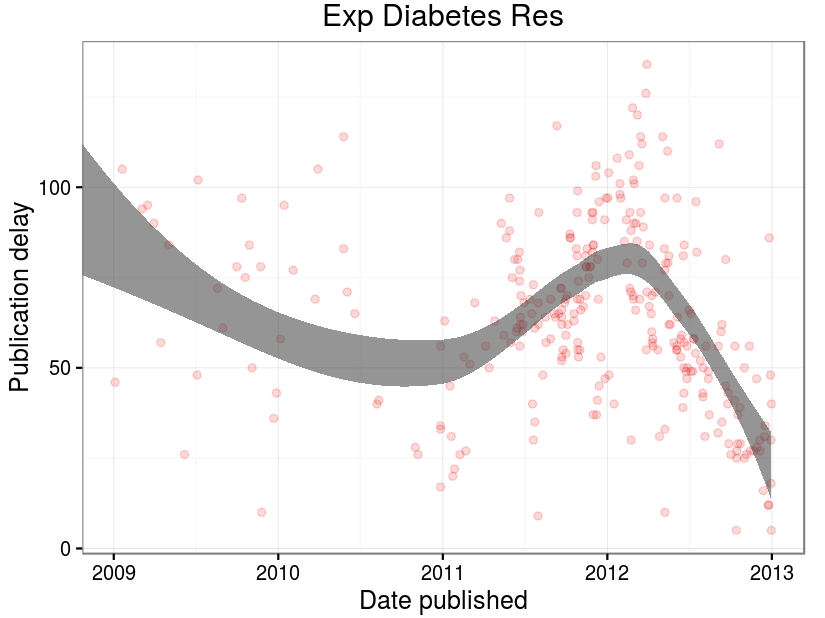 Exp Diabetes Res
Publication delay
100
50
0
2009 2010 2011 2012 2013
Date published